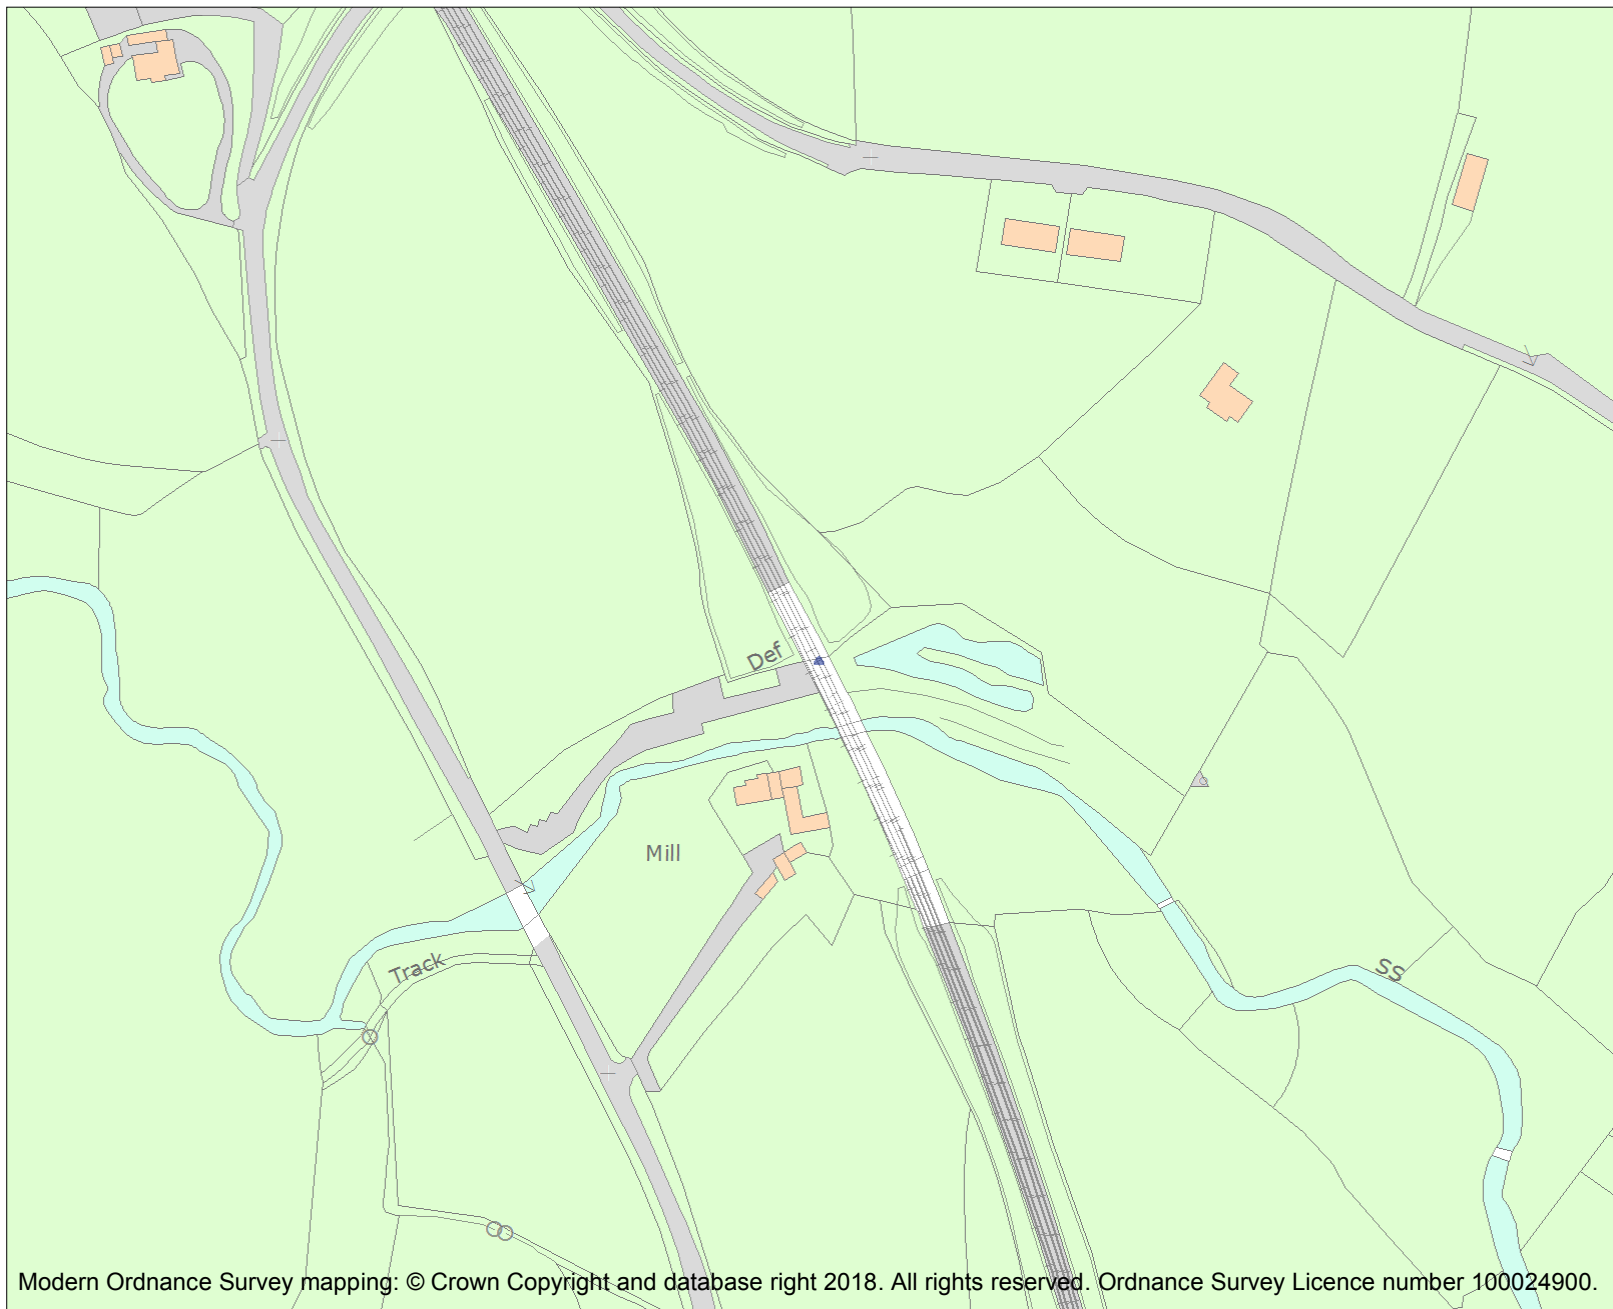 Def
Mill
Track
SS
Modern Ordnance Survey mapping: © Crown Copyright and database right 2018. All rights reserved. Ordnance Survey Licence number 100024900.